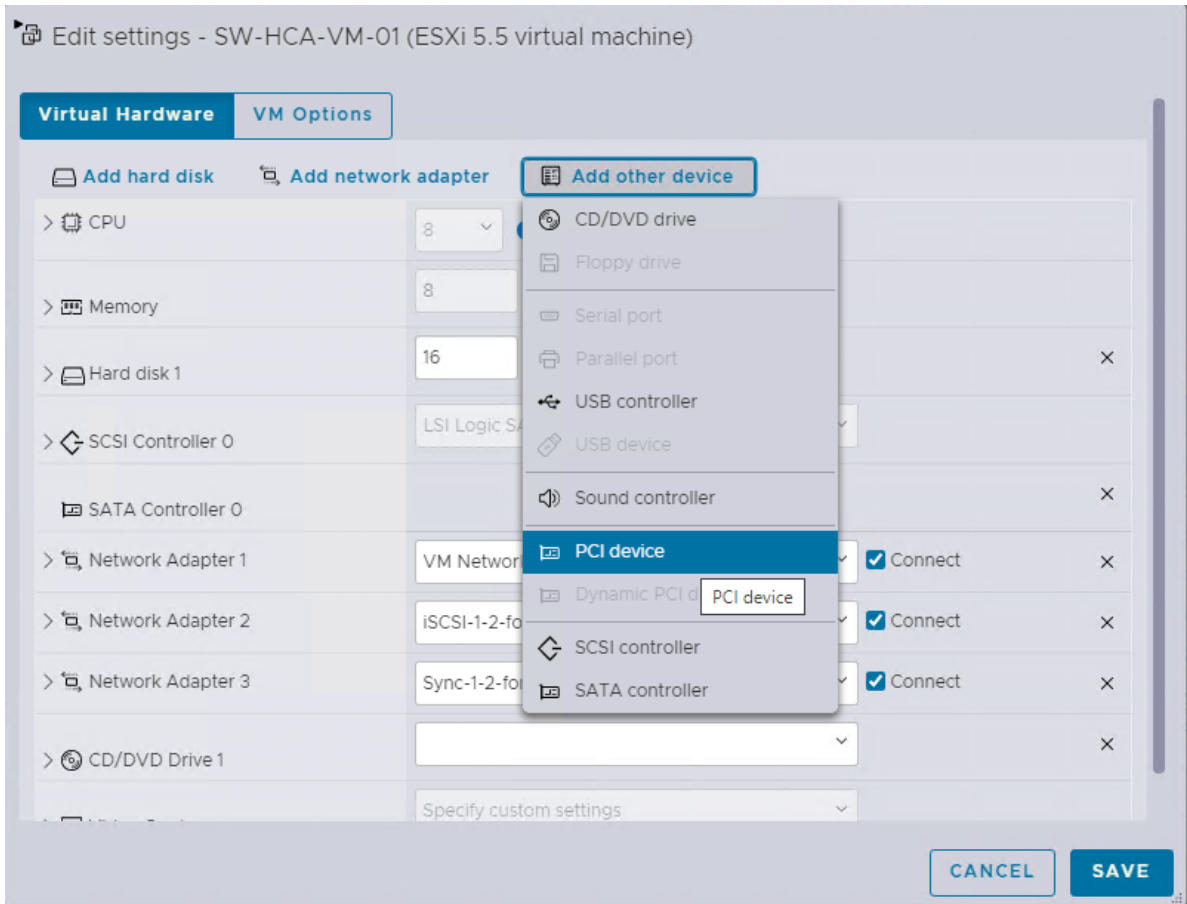 Edit settings - SW-HCA-VM-01 (ESXi 5.5 virtual machine)
Virtual Hardware VM Options
Add hard disk Add network adapter Add other device
CPU 8
CD/DVD drive
Floppy drive
Memory 8
Serial port
Parallel port
Hard disk 1 16
USB controller
SCSI Controller 0 LSI Logic SA
USB device
Sound controller
SATA Controller 0
PCI device
Network Adapter 1 VM Network Connect
Dynamic PCI d PCI device
Network Adapter 2 iSCSI-1-2-fo Connect
SCSI controller
Network Adapter 3 Sync-1-2-for Connect
SATA controller
CD/DVD Drive 1
Specify custom settings
CANCEL SAVE